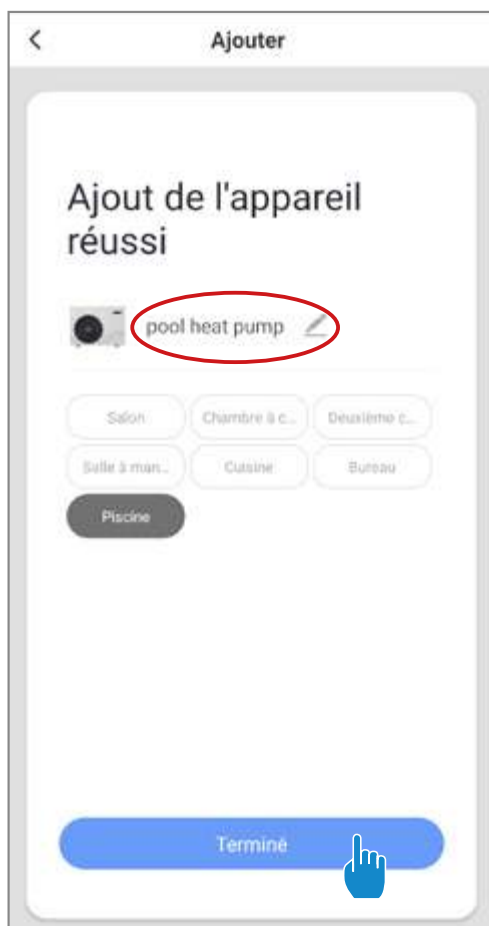 Ajouter
Ajout de l'appareil
réussi
pool heat pump
Salon Chambre à c... Deuxième c...
Salle à man... Cuisine Bureau
Piscine
Terminé